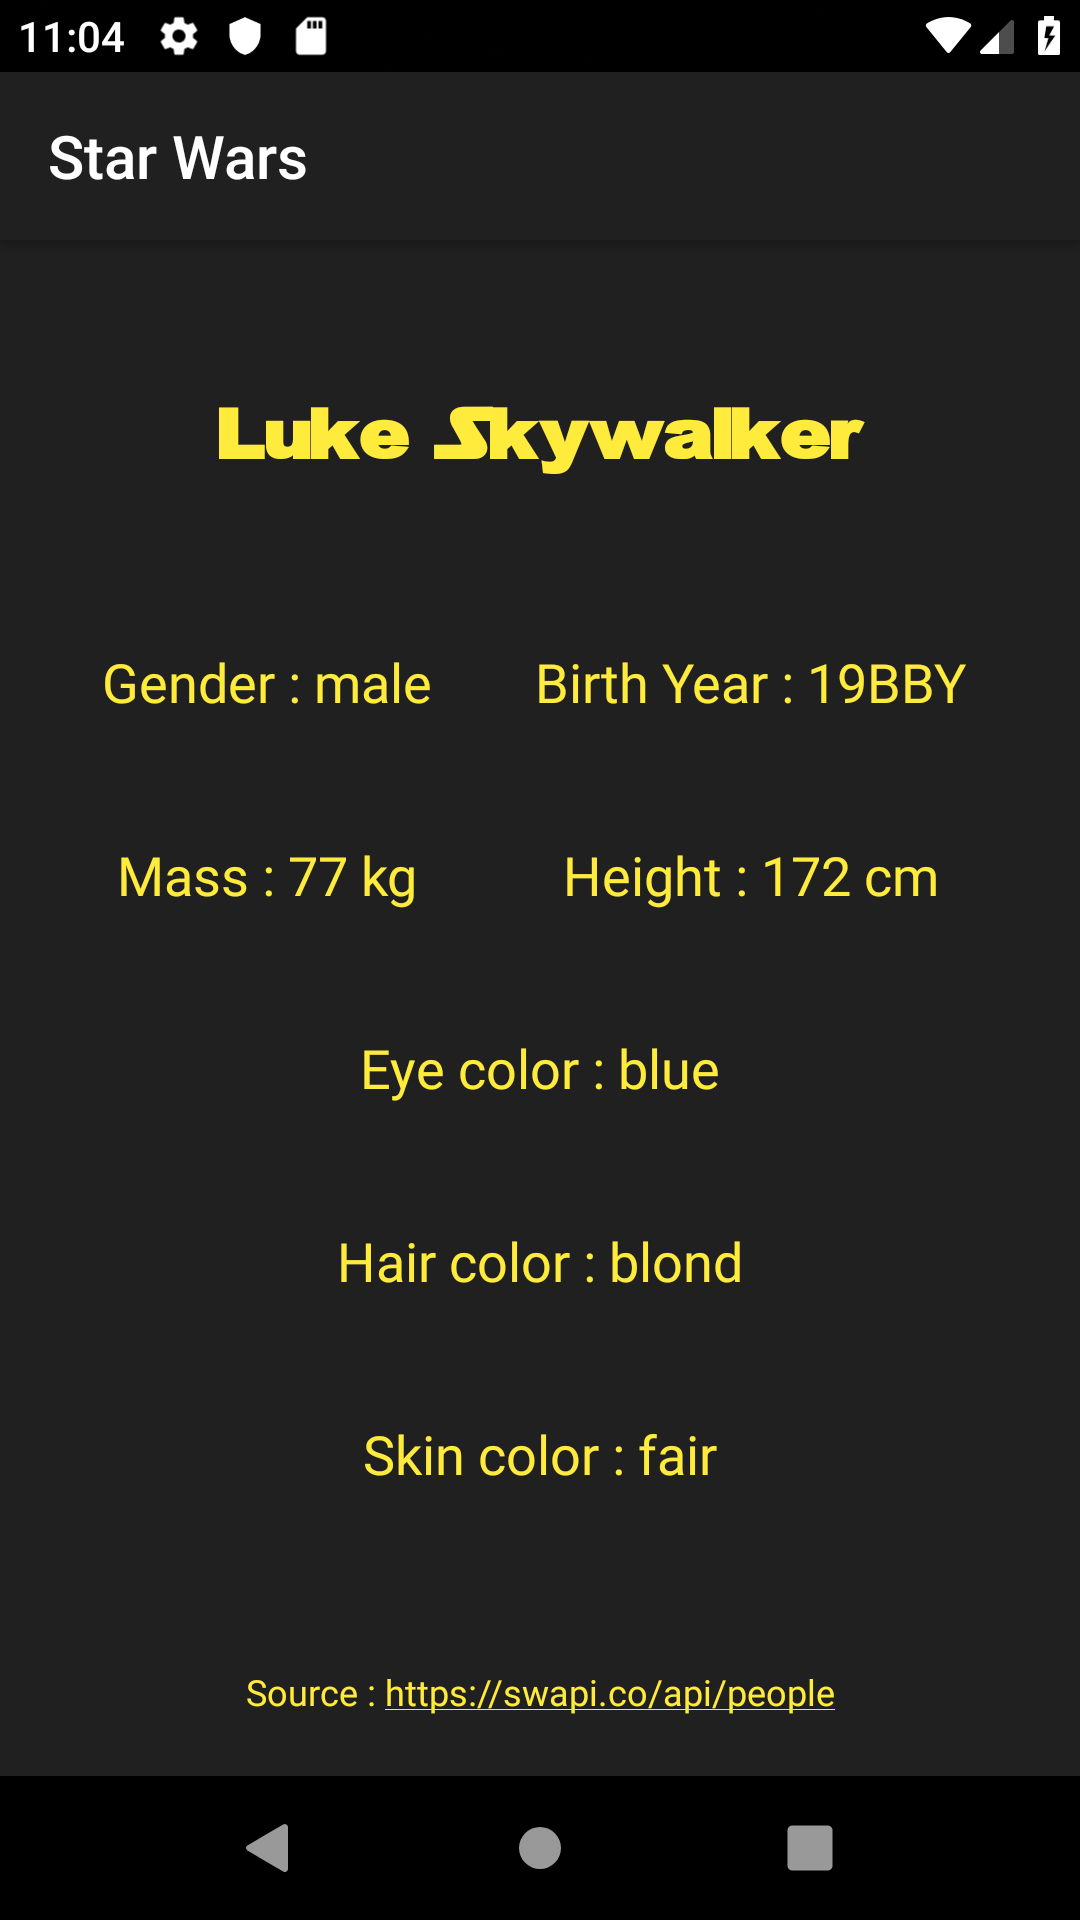 11:04
Star Wars
Luke Skywalker
Gender : male Birth Year : 19BBY
Mass : 77 kg Height : 172 cm
Eye color : blue
Hair color : blond
Skin color : fair
Source : https://swapi.co/api/people